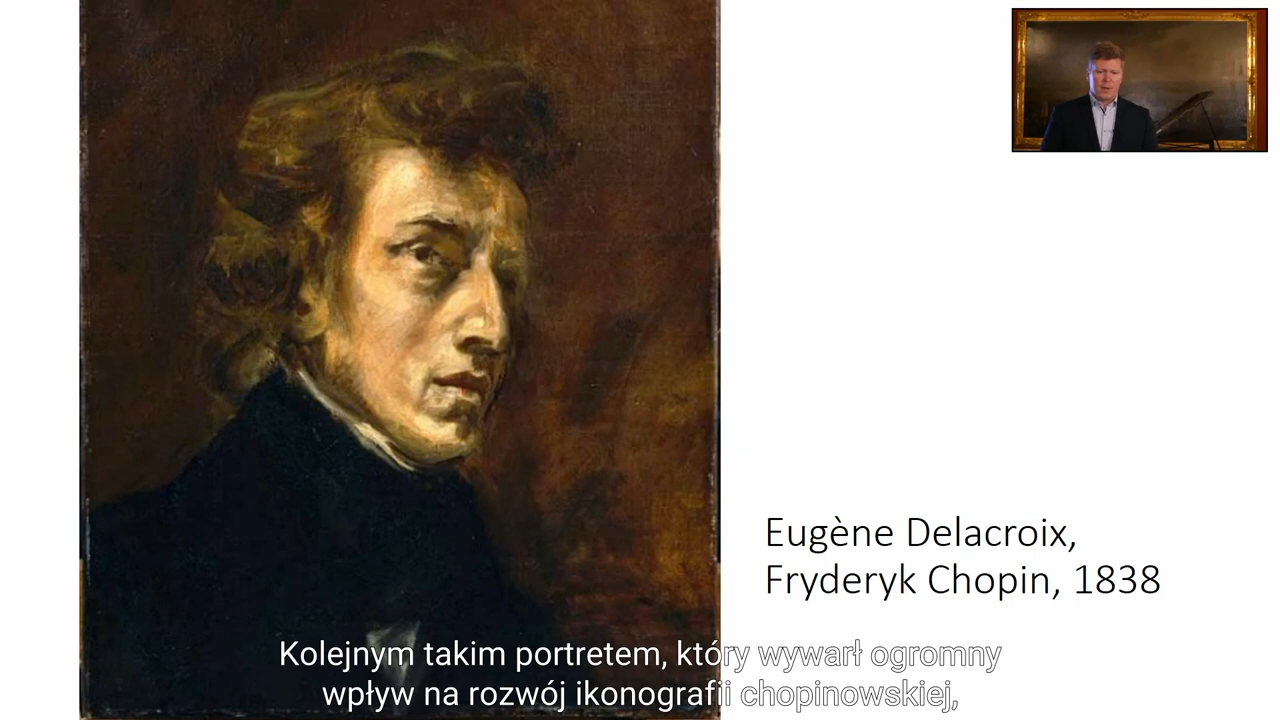 Eugène Delacroix,
Fryderyk Chopin, 1838
Kolejnym takim portretem, który wywarł ogromny
wpływ na rozwój ikonografii chopinowskiej,